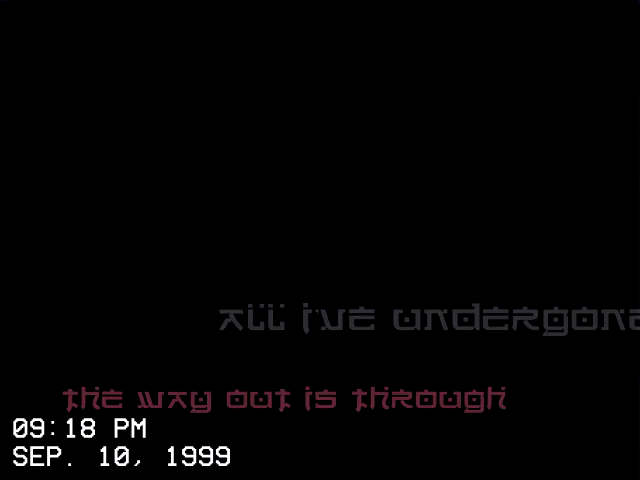 all i've undergone
the way out is through
09:18 PM
SEP. 10, 1999